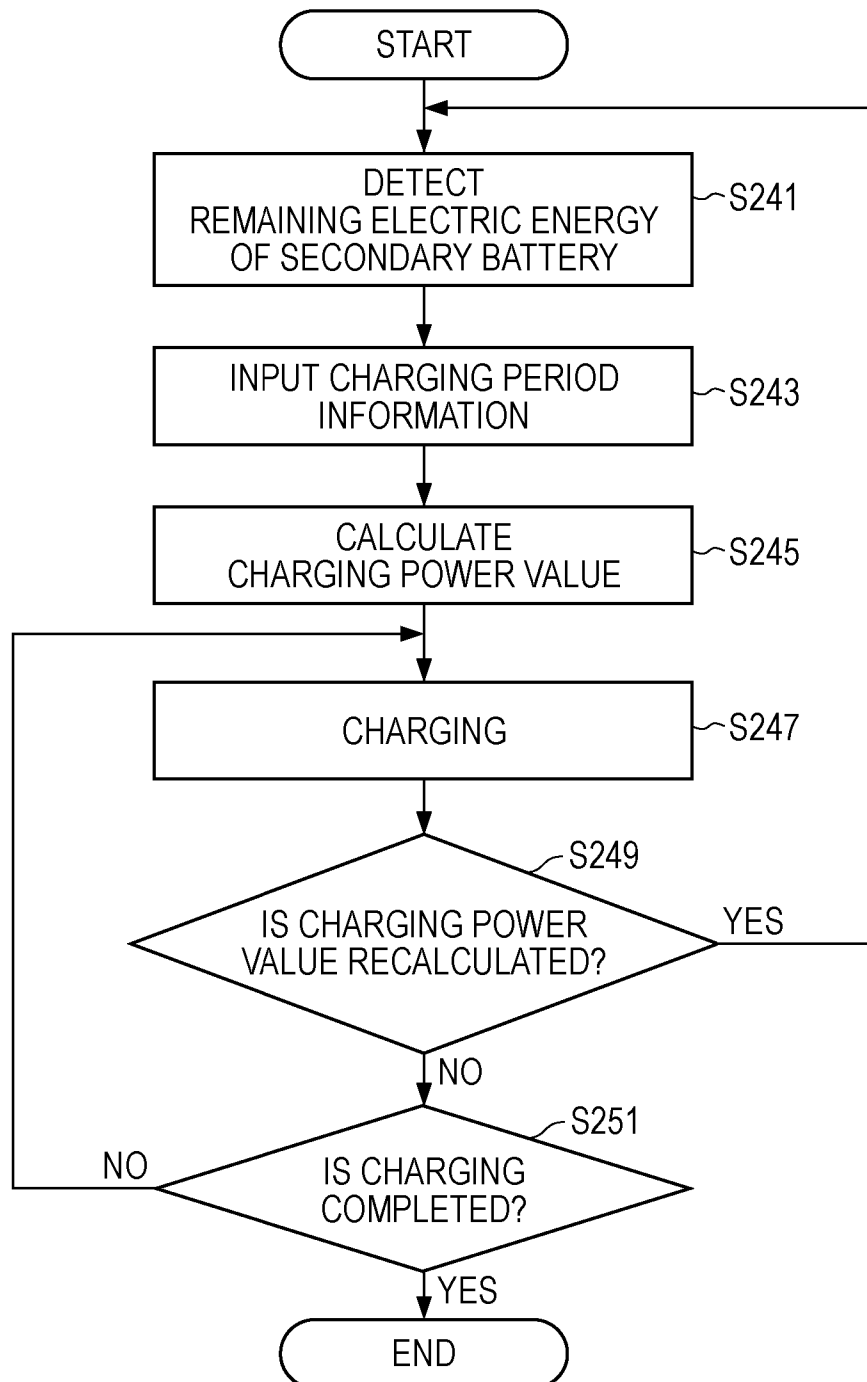 START
DETECT
REMAINING ELECTRIC ENERGY
OF SECONDARY BATTERY
S241
INPUT CHARGING PERIOD
INFORMATION
S243
CALCULATE
CHARGING POWER VALUE
S245
CHARGING
S247
S249
IS CHARGING POWER
VALUE RECALCULATED?
YES
NO
S251
IS CHARGING
COMPLETED?
NO
YES
END